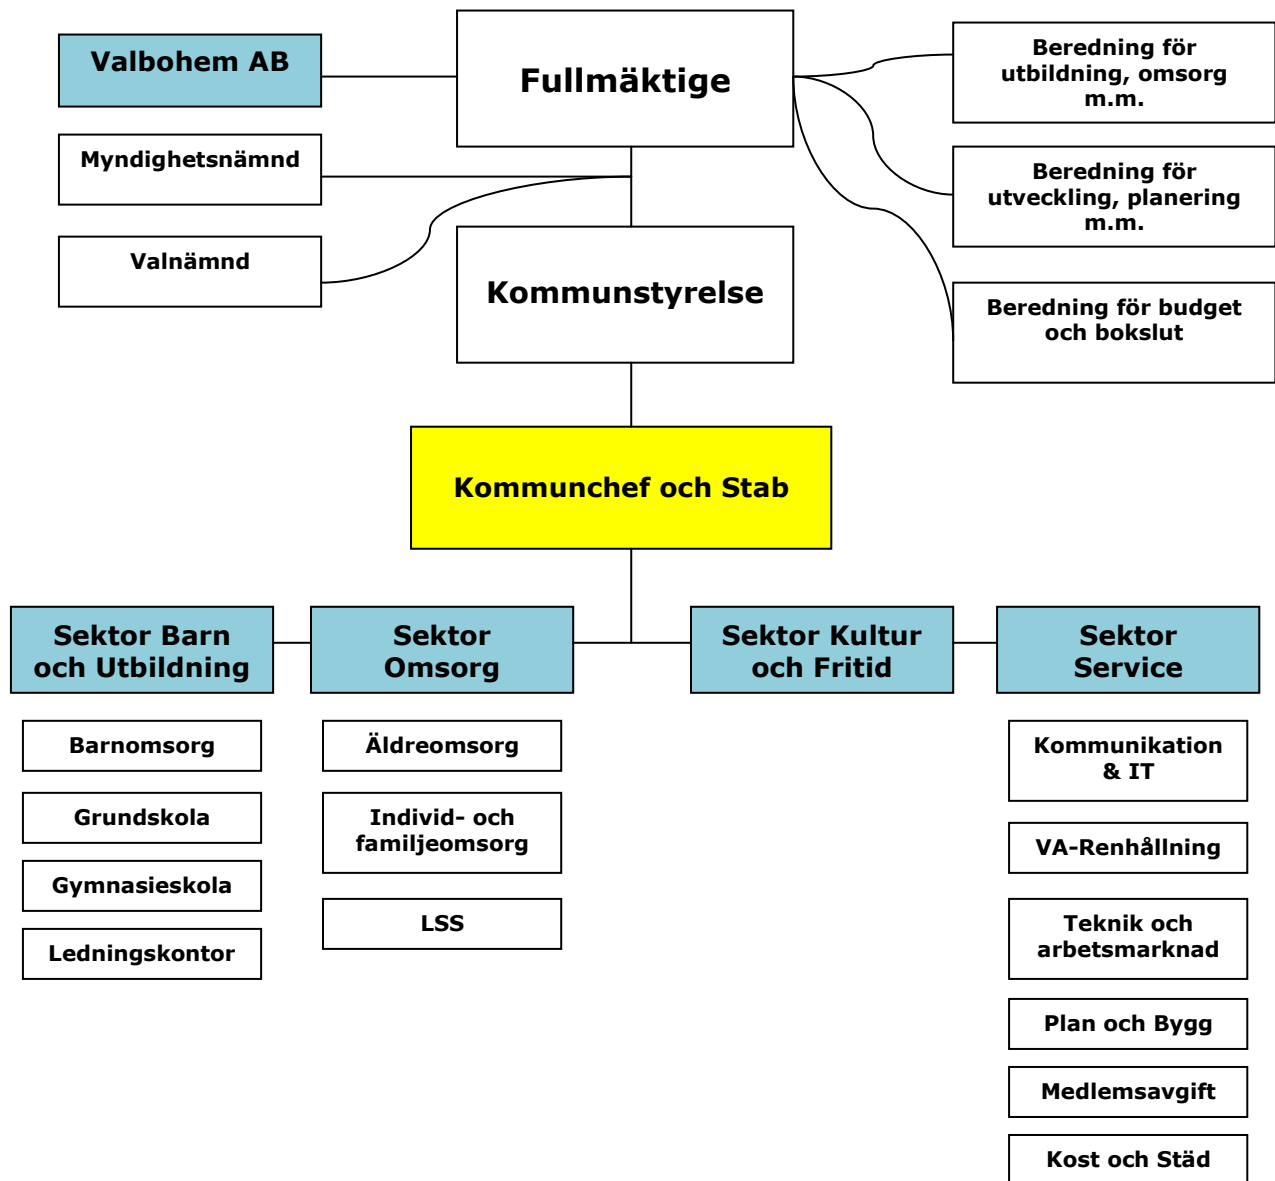 Valbohem AB
Fullmäktige
Beredning för
utbildning, omsorg
m.m.
Myndighetsnämnd
Beredning för
utveckling, planering
m.m.
Valnämnd
Kommunstyrelse
Beredning för budget
och bokslut
Kommunchef och Stab
Sektor Barn
och Utbildning
Sektor
Omsorg
Sektor Kultur
och Fritid
Sektor
Service
Barnomsorg
Grundskola
Gymnasieskola
Ledningskontor
Äldreomsorg
Individ- och
familjeomsorg
LSS
Kommunikation
& IT
VA-Renhållning
Teknik och
arbetsmarknad
Plan och Bygg
Medlemsavgift
Kost och Städ